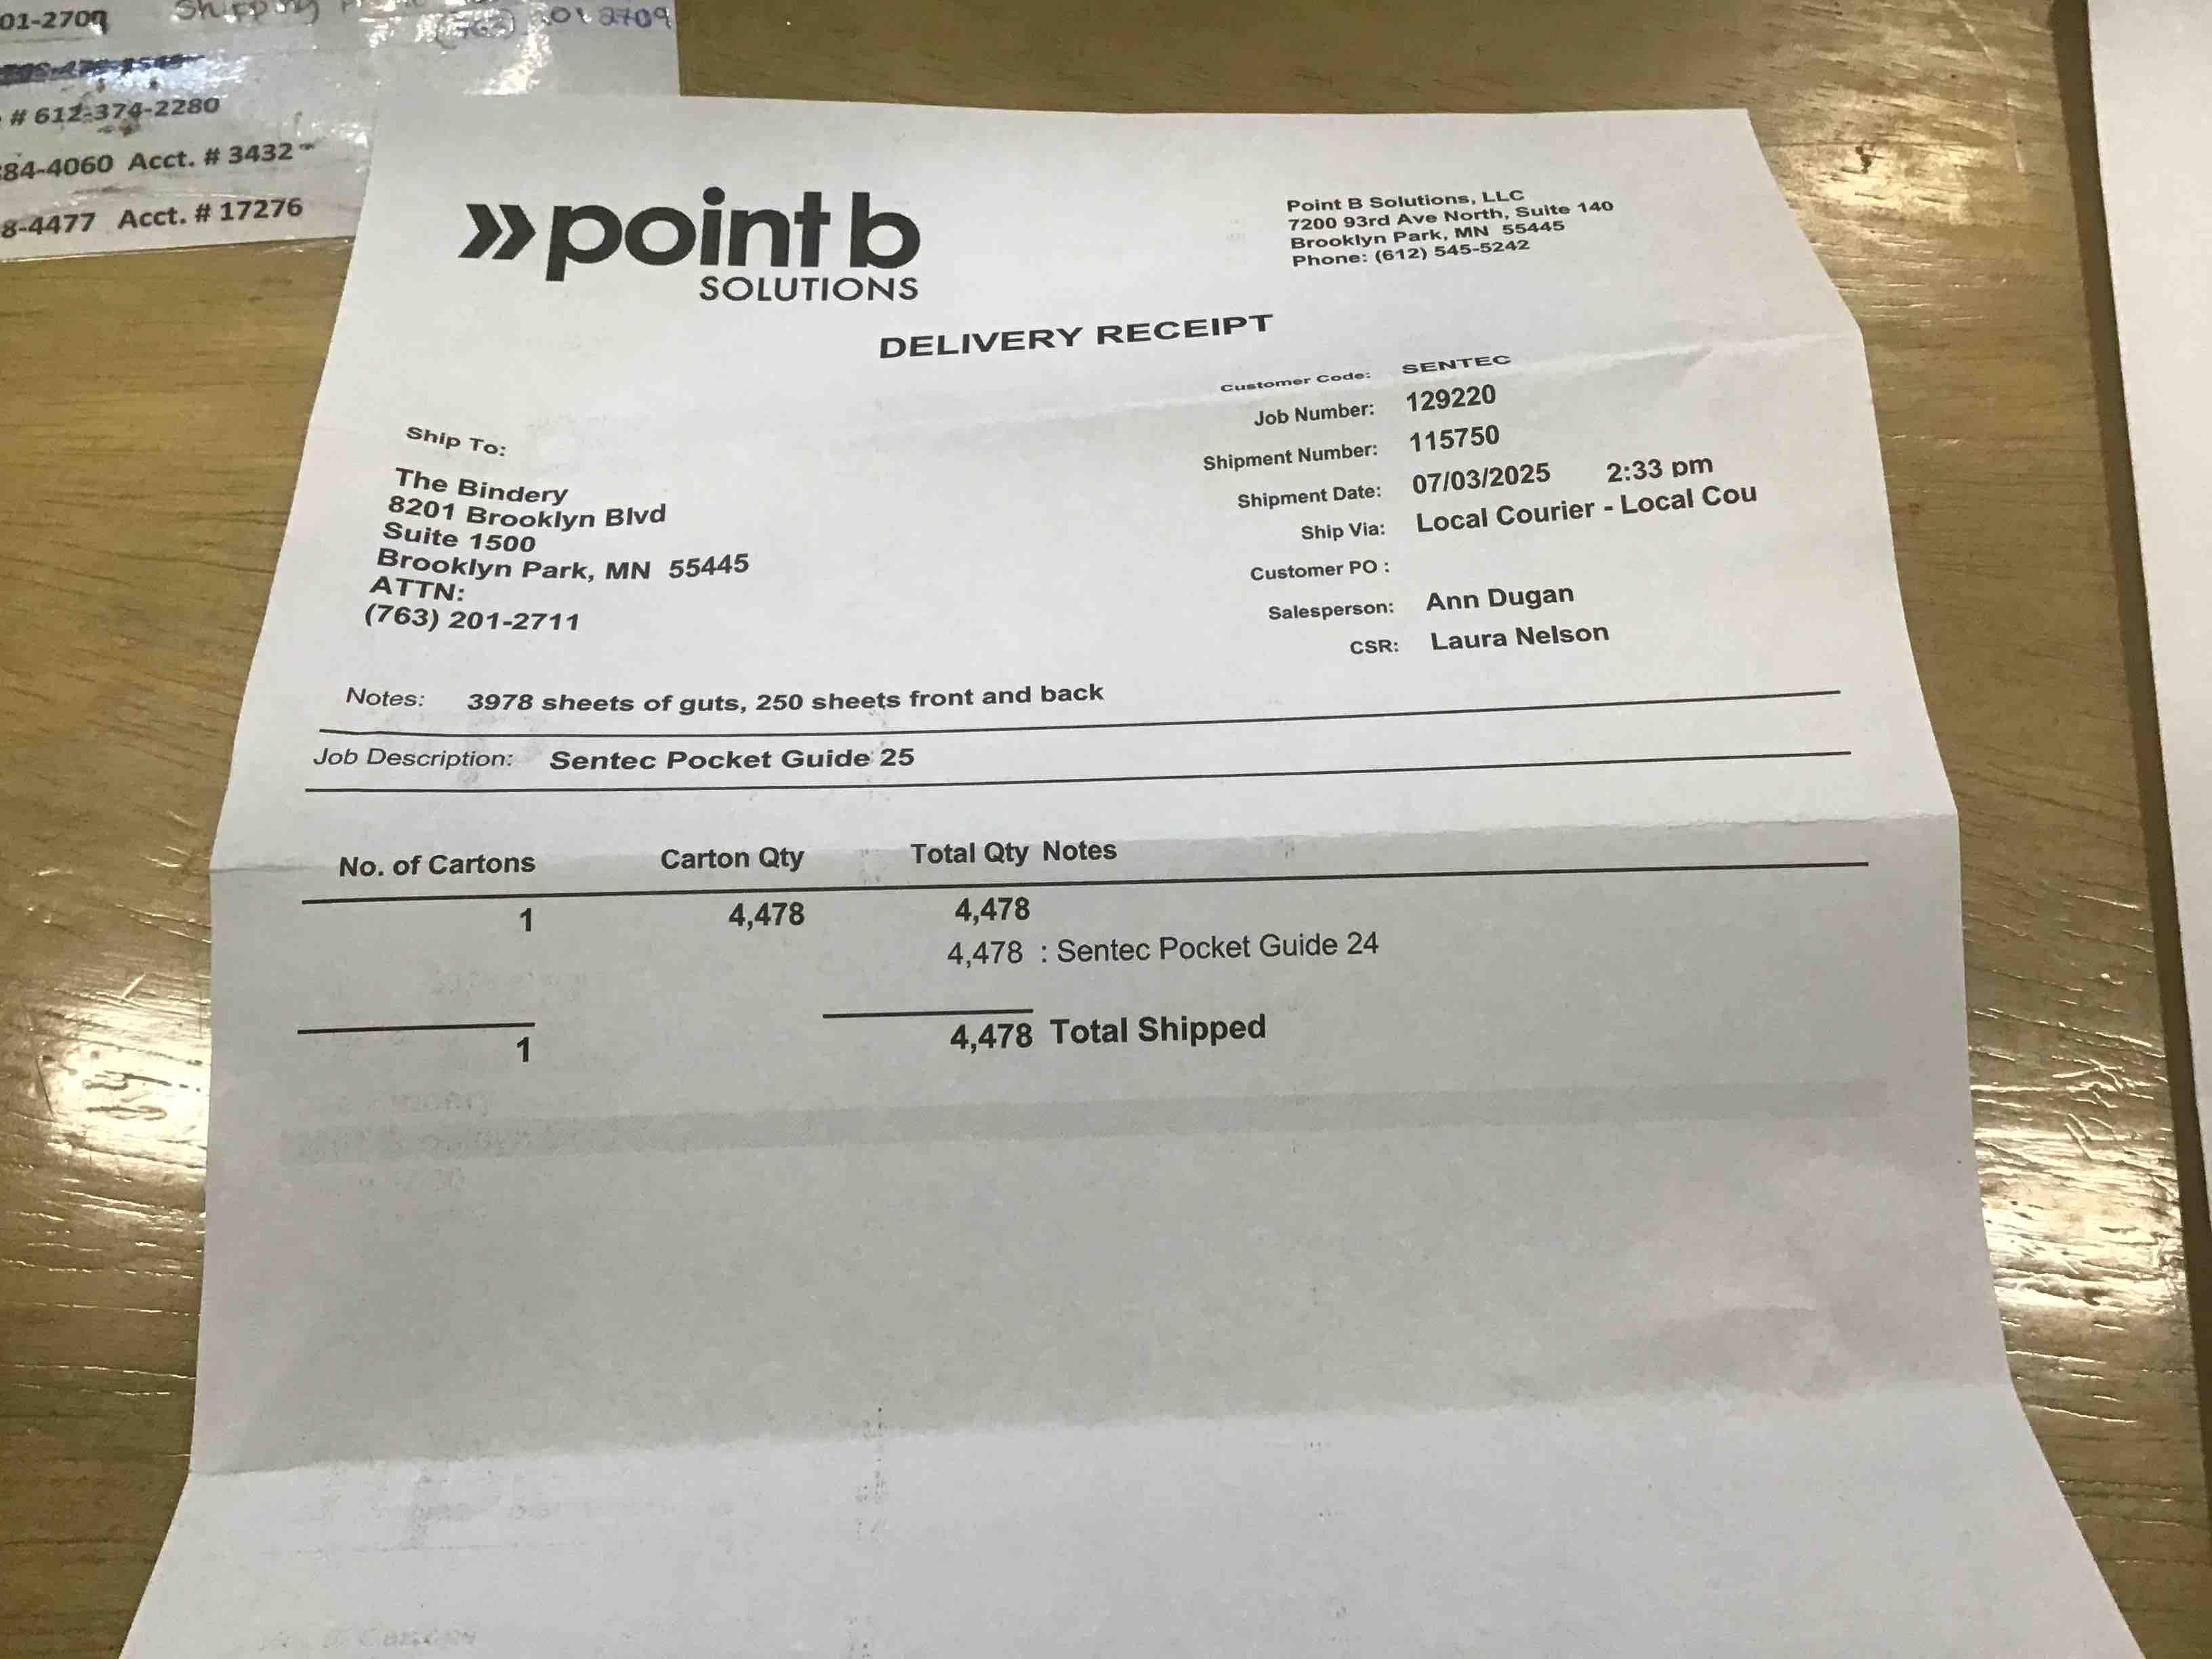 01-2709 Shipping
(763) 201 2709
# 612-374-2280
84-4060 Acct. # 3432
8-4477 Acct. # 17276
»point b
SOLUTIONS
Point B Solutions, LLC
7200 93rd Ave North, Suite 140
Brooklyn Park, MN 55445
Phone: (612) 545-5242
DELIVERY RECEIPT
Customer Code: SENTEC
Job Number: 129220
Shipment Number: 115750
Shipment Date: 07/03/2025 2:33 pm
Ship Via: Local Courier - Local Cou
Customer PO :
Salesperson: Ann Dugan
CSR: Laura Nelson
Ship To:
The Bindery
8201 Brooklyn Blvd
Suite 1500
Brooklyn Park, MN 55445
ATTN:
(763) 201-2711
Notes: 3978 sheets of guts, 250 sheets front and back
Job Description: Sentec Pocket Guide 25
No. of Cartons Carton Qty Total Qty Notes
1 4,478 4,478
4,478 : Sentec Pocket Guide 24
1 4,478 Total Shipped